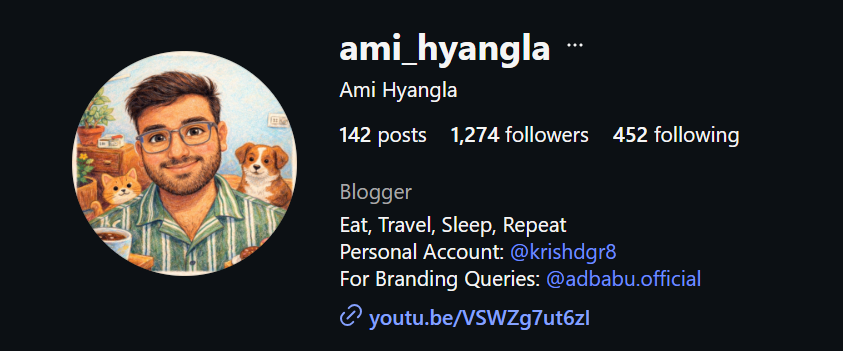 ami_hyangla ...
Ami Hyangla
142 posts 1,274 followers 452 following
Blogger
Eat, Travel, Sleep, Repeat
Personal Account: @krishdgr8
For Branding Queries: @adbabu.official
youtu.be/VSWZg7ut6zI